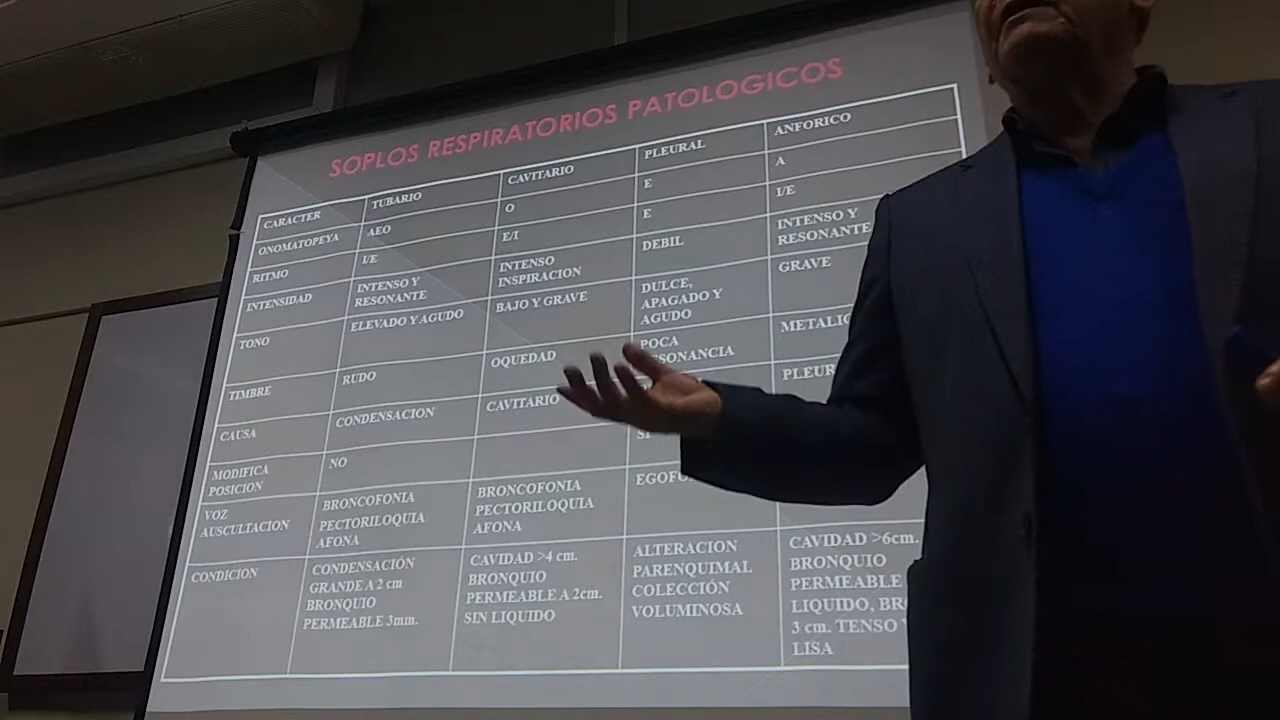 SOPLOS RESPIRATORIOS PATOLOGICOS
CARACTER TUBARIO CAVITARIO PLEURAL ANFORICO
ONOMATOPEYA AEO O E A
RITMO I/E E/I E I/E
INTENSIDAD INTENSO Y INTENSO DEBIL INTENSO Y
RESONANTE INSPIRACION RESONANTE
TONO ELEVADO Y AGUDO BAJO Y GRAVE DULCE, GRAVE
APAGADO Y
AGUDO
TIMBRE RUDO OQUEDAD POCA
CAUSA CONDENSACION CAVITARIO
MODIFICA NO SI
POSICION
VOZ BRONCOFONIA BRONCOFONIA
AUSCULTACION PECTORILOQUIA PECTORILOQUIA
AFONA AFONA
CONDICION CONDENSACIÓN CAVIDAD >4 cm. ALTERACION CAVIDAD >6cm.
GRANDE A 2 cm BRONQUIO PARENQUIMAL BRONQUIO
BRONQUIO PERMEABLE A 2cm. COLECCIÓN PERMEABLE
PERMEABLE 3mm. SIN LIQUIDO VOLUMINOSA LIQUIDO,
3 cm. TENSO
LISA